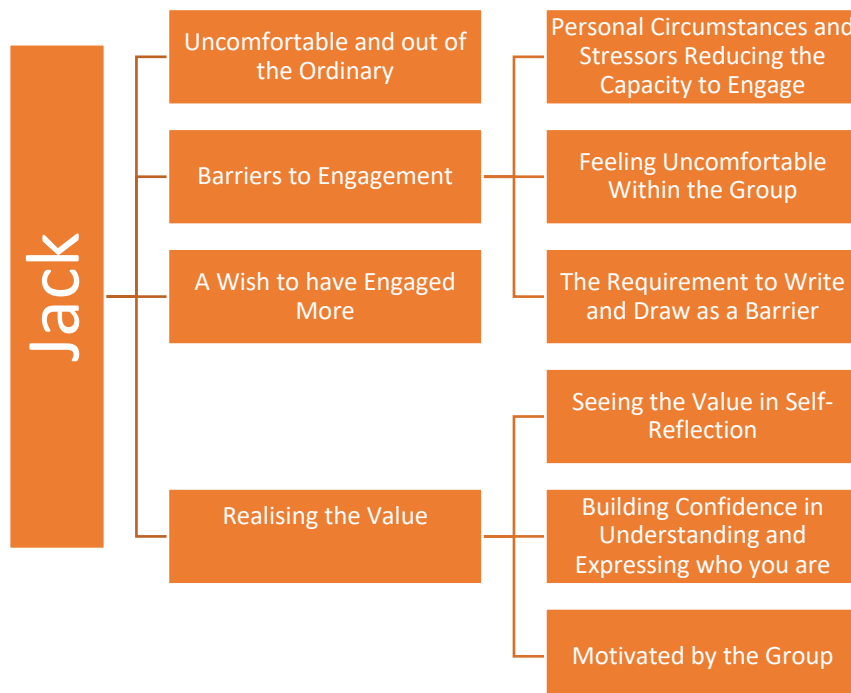 Jack
Uncomfortable and out of
the Ordinary
Barriers to Engagement
A Wish to have Engaged
More
Realising the Value
Personal Circumstances and
Stressors Reducing the
Capacity to Engage
Feeling Uncomfortable
Within the Group
The Requirement to Write
and Draw as a Barrier
Seeing the Value in Self-
Reflection
Building Confidence in
Understanding and
Expressing who you are
Motivated by the Group